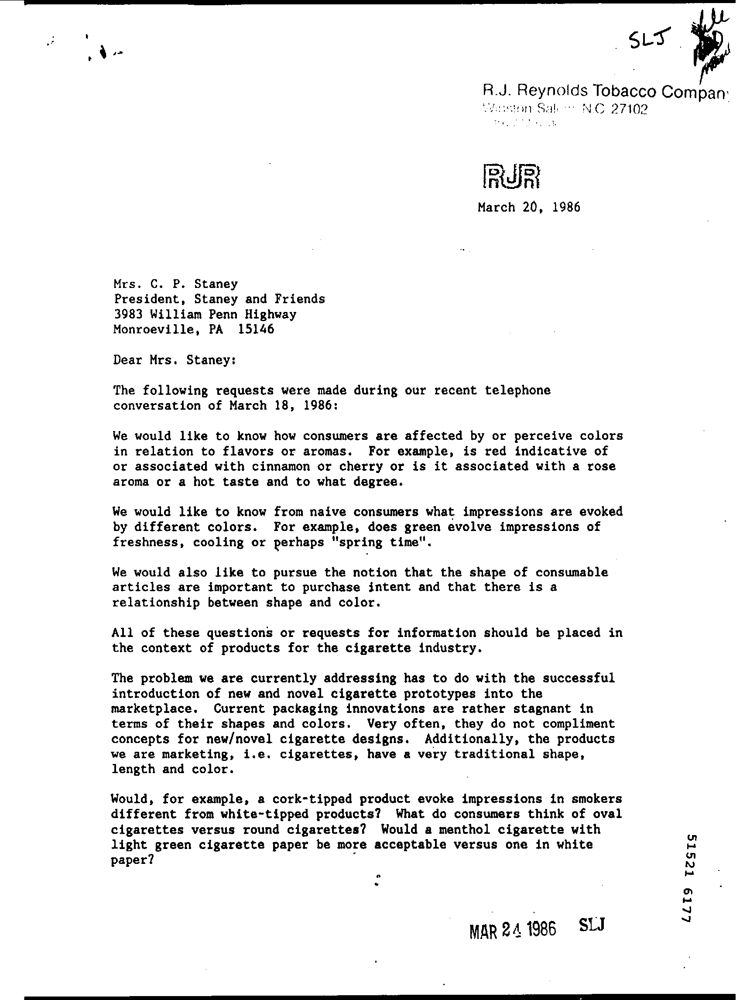 SLJ
R.J. Reynolds Tobacco Company
Winston-Salem N.C. 27102
RJR
March 20, 1986
Mrs. C. P. Staney
President, Staney and Friends
3983 William Penn Highway
Monroeville, PA 15146
Dear Mrs. Staney:
The following requests were made during our recent telephone
conversation of March 18, 1986:
We would like to know how consumers are affected by or perceive colors
in relation to flavors or aromas. For example, is red indicative of
or associated with cinnamon or cherry or is it associated with a rose
aroma or a hot taste and to what degree.
We would like to know from naive consumers what impressions are evoked
by different colors. For example, does green evolve impressions of
freshness, cooling or perhaps "spring time".
We would also like to pursue the notion that the shape of consumable
articles are important to purchase intent and that there is a
relationship between shape and color.
All of these questions or requests for information should be placed in
the context of products for the cigarette industry.
The problem we are currently addressing has to do with the successful
introduction of new and novel cigarette prototypes into the
marketplace. Current packaging innovations are rather stagnant in
terms of their shapes and colors. Very often, they do not compliment
concepts for new/novel cigarette designs. Additionally, the products
we are marketing, i.e. cigarettes, have a very traditional shape,
length and color.
Would, for example, a cork-tipped product evoke impressions in smokers
different from white-tipped products? What do consumers think of oval
cigarettes versus round cigarettes? Would a menthol cigarette with
light green cigarette paper be more acceptable versus one in white
paper?
51521 6177
MAR 24 1986 SLJ